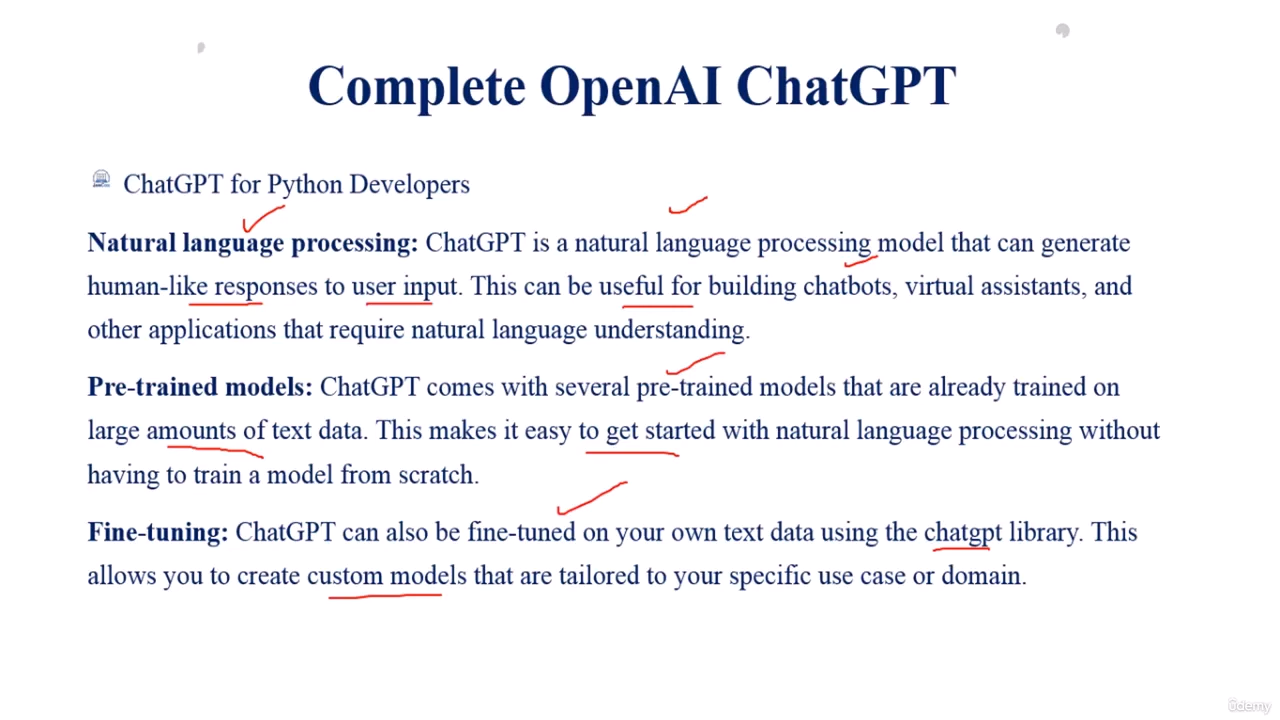 Complete OpenAI ChatGPT
ChatGPT for Python Developers
Natural language processing: ChatGPT is a natural language processing model that can generate
human-like responses to user input. This can be useful for building chatbots, virtual assistants, and
other applications that require natural language understanding.
Pre-trained models: ChatGPT comes with several pre-trained models that are already trained on
large amounts of text data. This makes it easy to get started with natural language processing without
having to train a model from scratch.
Fine-tuning: ChatGPT can also be fine-tuned on your own text data using the chatgpt library. This
allows you to create custom models that are tailored to your specific use case or domain.
ûdemy